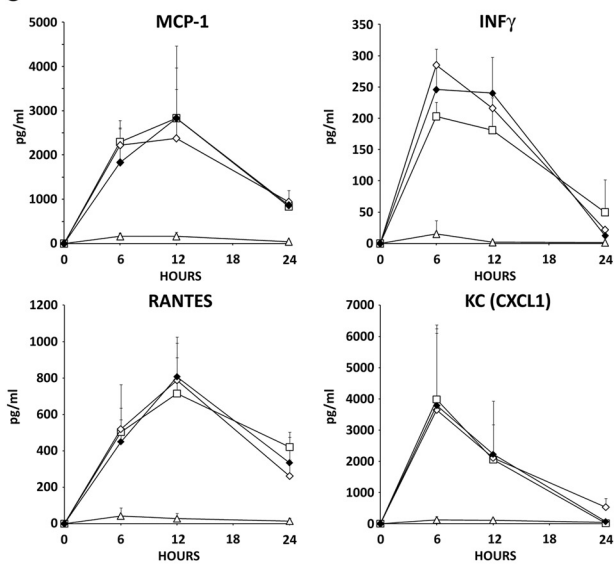 MCP-1
5000
4000
3000
2000
1000
0
pg/ml
0 6 12 18 24
HOURS
INFγ
350
300
250
200
150
100
50
0
pg/ml
0 6 12 18 24
HOURS
RANTES
1200
1000
800
600
400
200
0
pg/ml
0 6 12 18 24
HOURS
KC (CXCL1)
7000
6000
5000
4000
3000
2000
1000
0
pg/ml
0 6 12 18 24
HOURS